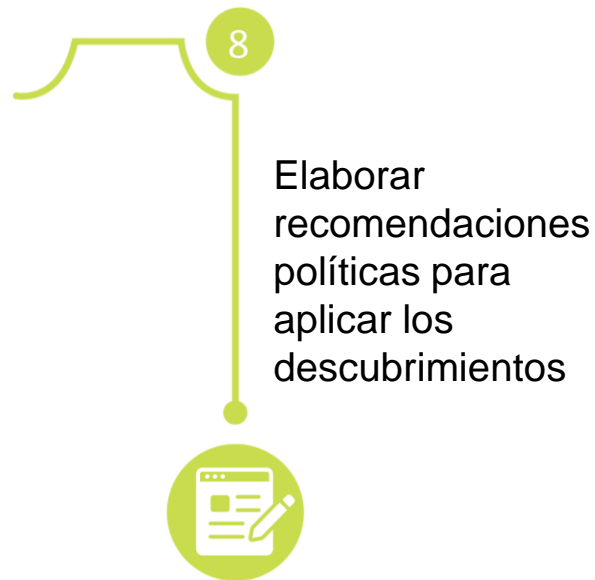 8
Elaborar
recomendaciones
políticas para
aplicar los
descubrimientos